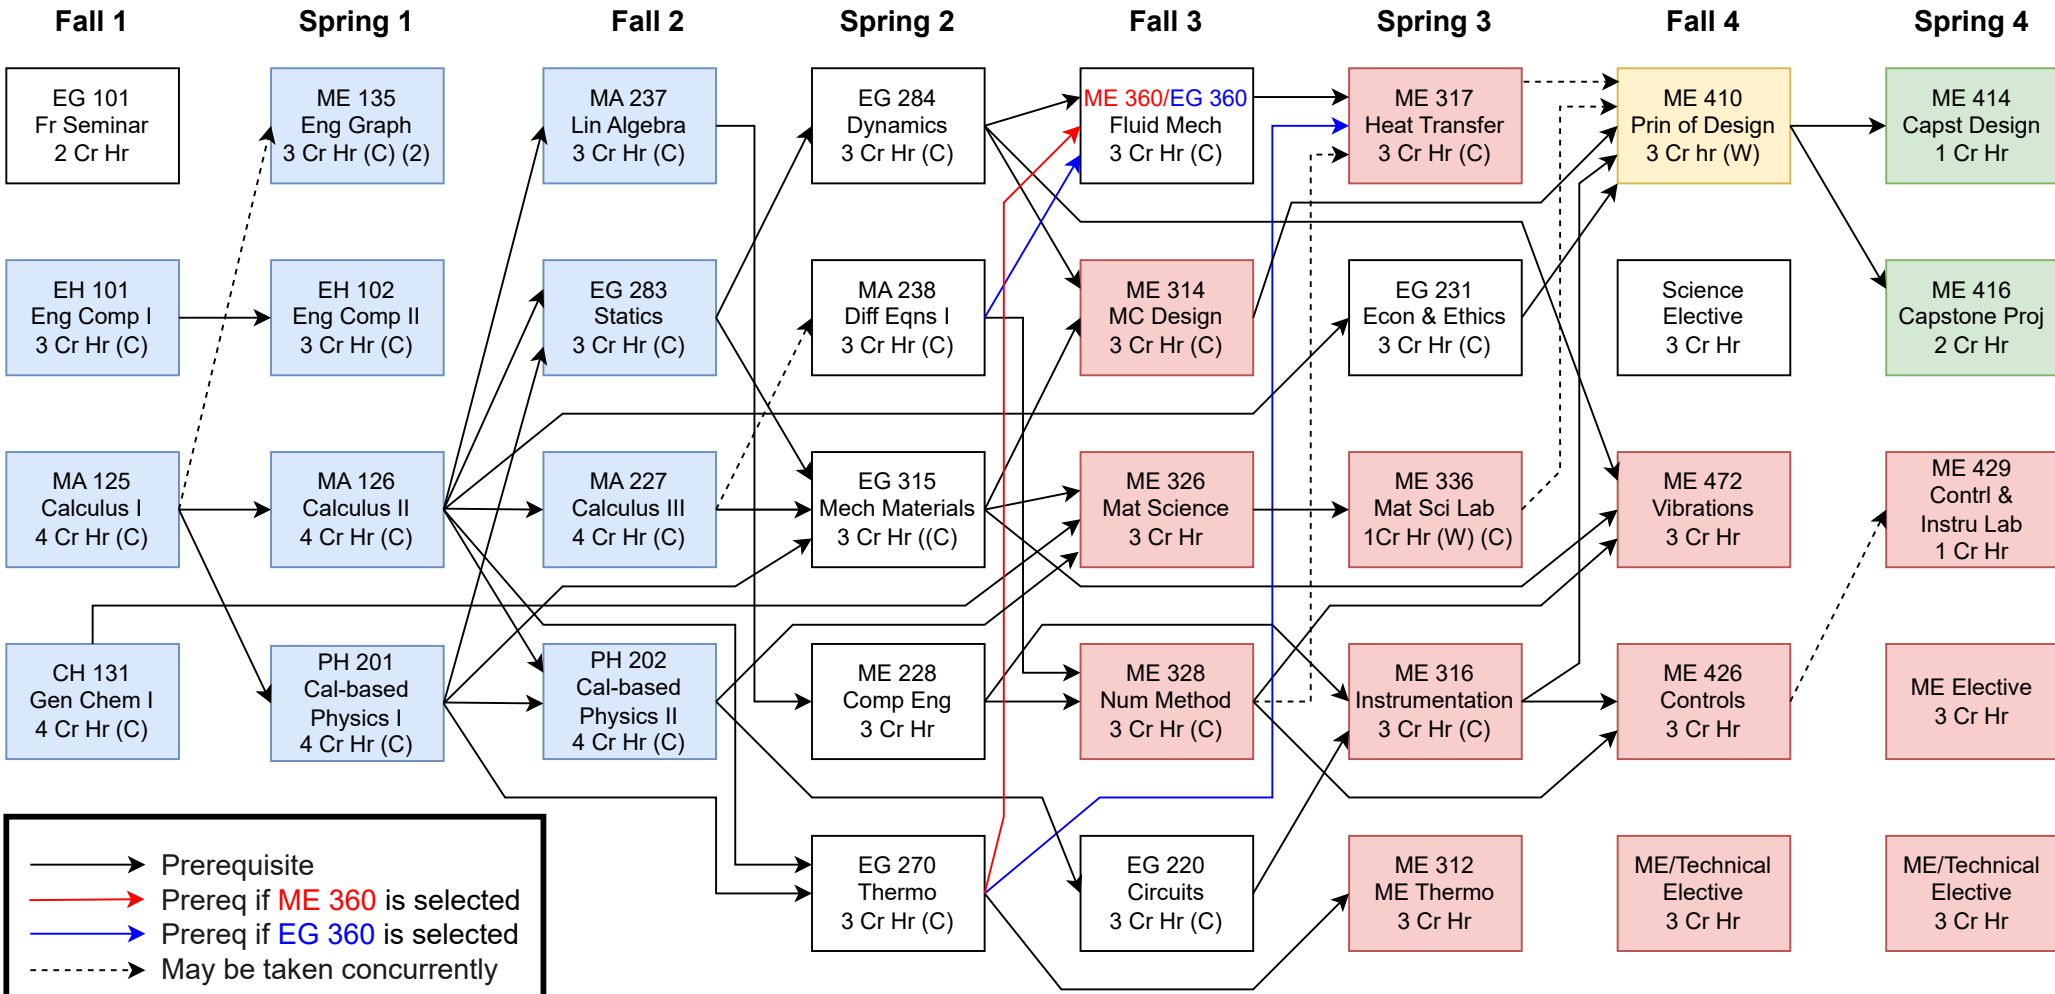 Fall 1
Spring 1
Fall 2
Spring 2
Fall 3
Spring 3
Fall 4
Spring 4
EG 101
Fr Seminar
2 Cr Hr
ME 135
Eng Graph
3 Cr Hr (C) (2)
MA 237
Lin Algebra
3 Cr Hr (C)
EG 284
Dynamics
3 Cr Hr (C)
ME 360/EG 360
Fluid Mech
3 Cr Hr (C)
ME 317
Heat Transfer
3 Cr Hr (C)
ME 410
Prin of Design
3 Cr hr (W)
ME 414
Capst Design
1 Cr Hr
EH 101
Eng Comp I
3 Cr Hr (C)
EH 102
Eng Comp II
3 Cr Hr (C)
EG 283
Statics
3 Cr Hr (C)
MA 238
Diff Eqns I
3 Cr Hr (C)
ME 314
MC Design
3 Cr Hr (C)
EG 231
Econ & Ethics
3 Cr Hr (C)
Science
Elective
3 Cr Hr
ME 416
Capstone Proj
2 Cr Hr
MA 125
Calculus I
4 Cr Hr (C)
MA 126
Calculus II
4 Cr Hr (C)
MA 227
Calculus III
4 Cr Hr (C)
EG 315
Mech Materials
3 Cr Hr ((C)
ME 326
Mat Science
3 Cr Hr
ME 336
Mat Sci Lab
1Cr Hr (W) (C)
ME 472
Vibrations
3 Cr Hr
ME 429
Contrl &
Instru Lab
1 Cr Hr
CH 131
Gen Chem I
4 Cr Hr (C)
PH 201
Cal-based
Physics I
4 Cr Hr (C)
PH 202
Cal-based
Physics II
4 Cr Hr (C)
ME 228
Comp Eng
3 Cr Hr
ME 328
Num Method
3 Cr Hr (C)
ME 316
Instrumentation
3 Cr Hr (C)
ME 426
Controls
3 Cr Hr
ME Elective
3 Cr Hr
EG 270
Thermo
3 Cr Hr (C)
EG 220
Circuits
3 Cr Hr (C)
ME 312
ME Thermo
3 Cr Hr
ME/Technical
Elective
3 Cr Hr
ME/Technical
Elective
3 Cr Hr
Prerequisite
Prereq if ME 360 is selected
Prereq if EG 360 is selected
May be taken concurrently